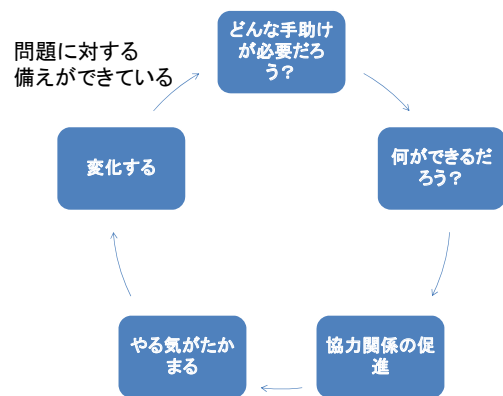 問題に対する
備えができている
どんな手助け
が必要だろ
う？
何ができるだ
ろう？
協力関係の促
進
やる気がたか
まる
変化する